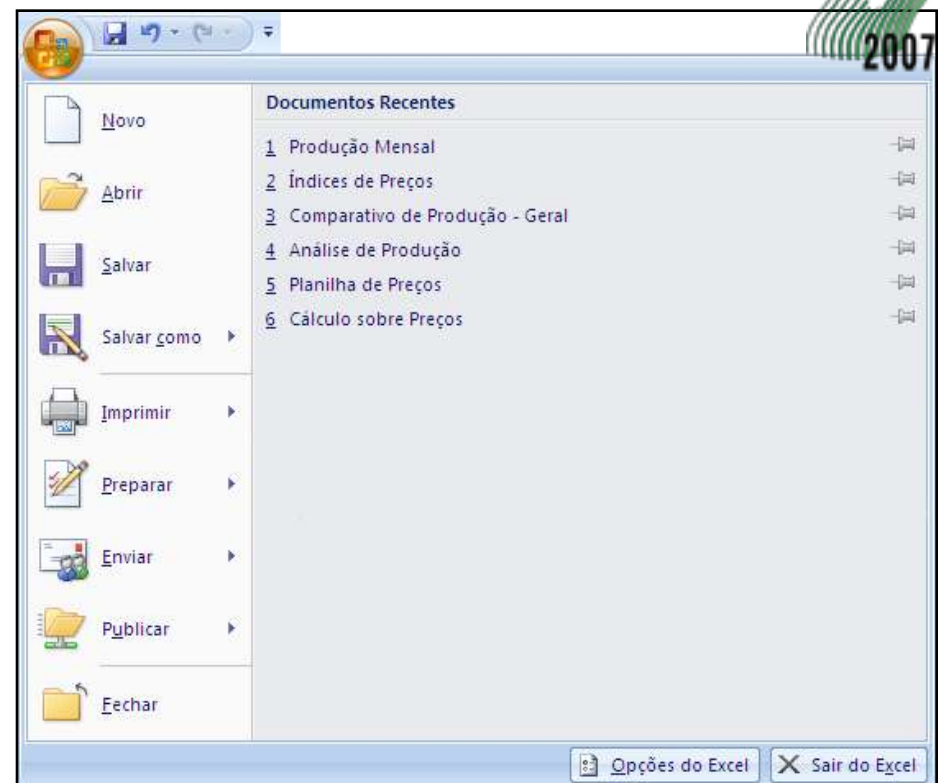 2007
Novo
Abrir
Salvar
Salvar como
Imprimir
Preparar
Enviar
Publicar
Fechar
Documentos Recentes
1 Produção Mensal
2 Índices de Preços
3 Comparativo de Produção - Geral
4 Análise de Produção
5 Planilha de Preços
6 Cálculo sobre Preços
Opções do Excel
Sair do Excel